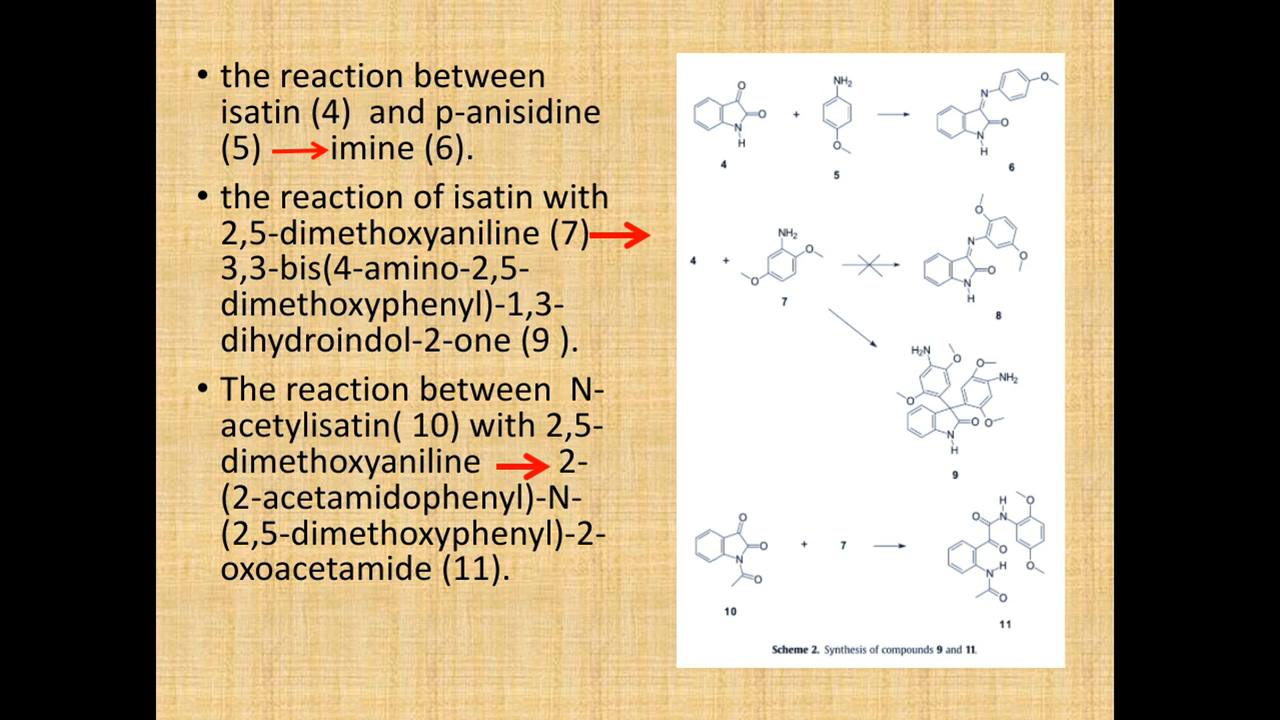 • the reaction between
isatin (4) and p-anisidine
(5) imine (6).
• the reaction of isatin with
2,5-dimethoxyaniline (7)
3,3-bis(4-amino-2,5-
dimethoxyphenyl)-1,3-
dihydroindol-2-one (9 ).
• The reaction between N-
acetylisatin( 10) with 2,5-
dimethoxyaniline 2-
(2-acetamidophenyl)-N-
(2,5-dimethoxyphenyl)-2-
oxoacetamide (11).
O
O
N
H
4
+
NH₂
O
5
O
N
O
N
H
6
4
+
NH₂
O
O
7
O
N
O
O
N
H
8
H₂N
O
O
NH₂
O
O
O
N
H
9
O
O
N
O
10
+
7
H
O
N
O
O
O
N
H
O
11
Scheme 2. Synthesis of compounds 9 and 11.